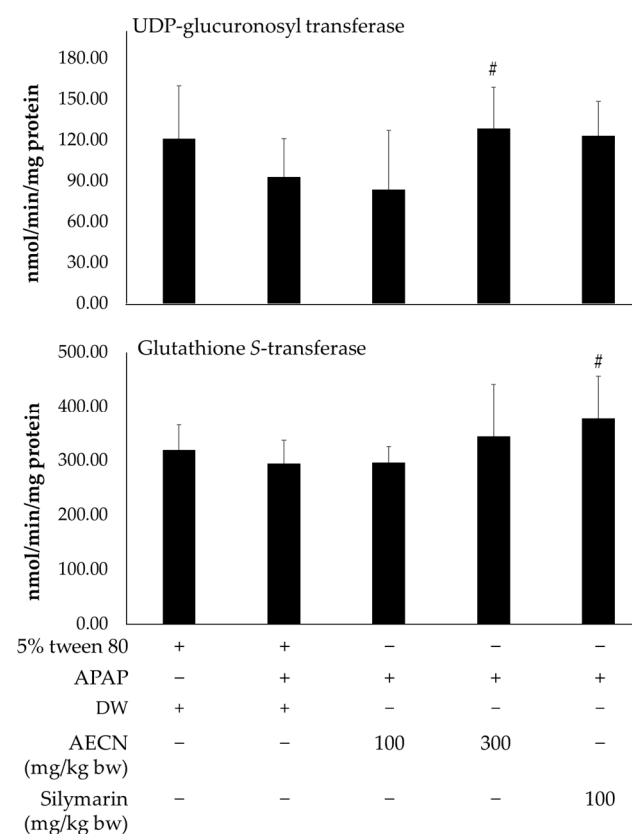 UDP-glucuronosyl transferase
nmol/min/mg protein
180.00
150.00
120.00
90.00
60.00
30.00
0.00
#
Glutathione S-transferase
nmol/min/mg protein
500.00
400.00
300.00
200.00
100.00
0.00
#
5% tween 80 + + − − −
APAP − + + + +
DW + + − − −
AECN − − 100 300 −
(mg/kg bw)
Silymarin − − − − 100
(mg/kg bw)